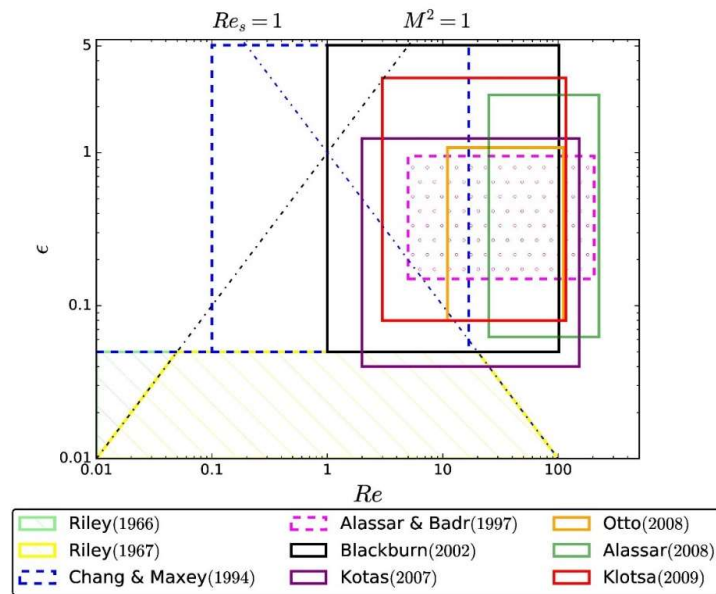 Re_s = 1 M² = 1
5
1
0.1
0.01
ϵ
0.01 0.1 1 10 100
Re
Riley(1966) Alassar & Badr(1997) Otto(2008)
Riley(1967) Blackburn(2002) Alassar(2008)
Chang & Maxey(1994) Kotas(2007) Klotsa(2009)